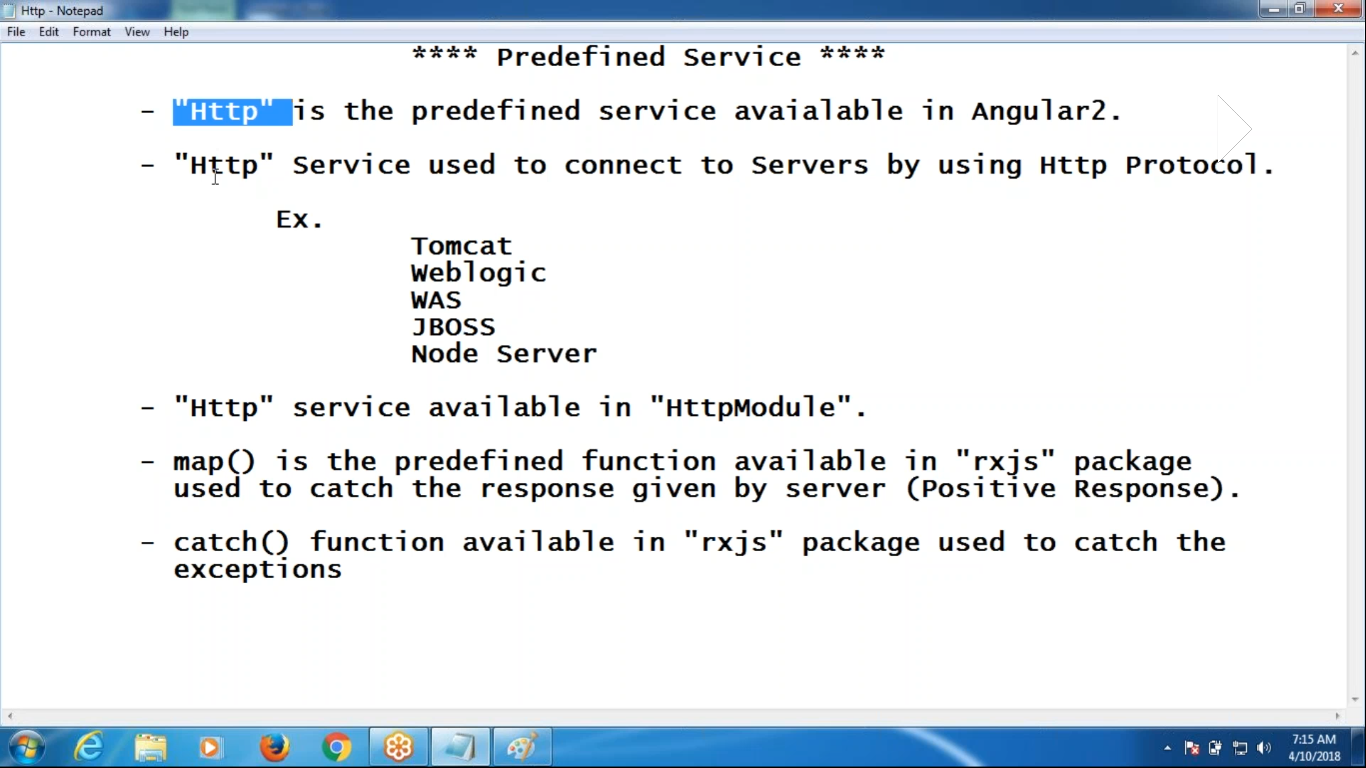 Http - Notepad
File Edit Format View Help
**** Predefined Service ****
- "Http" is the predefined service avaialable in Angular2.
- "Http" Service used to connect to Servers by using Http Protocol.
Ex.
Tomcat
Weblogic
WAS
JBOSS
Node Server
- "Http" service available in "HttpModule".
- map() is the predefined function available in "rxjs" package
used to catch the response given by server (Positive Response).
- catch() function available in "rxjs" package used to catch the
exceptions
7:15 AM
4/10/2018